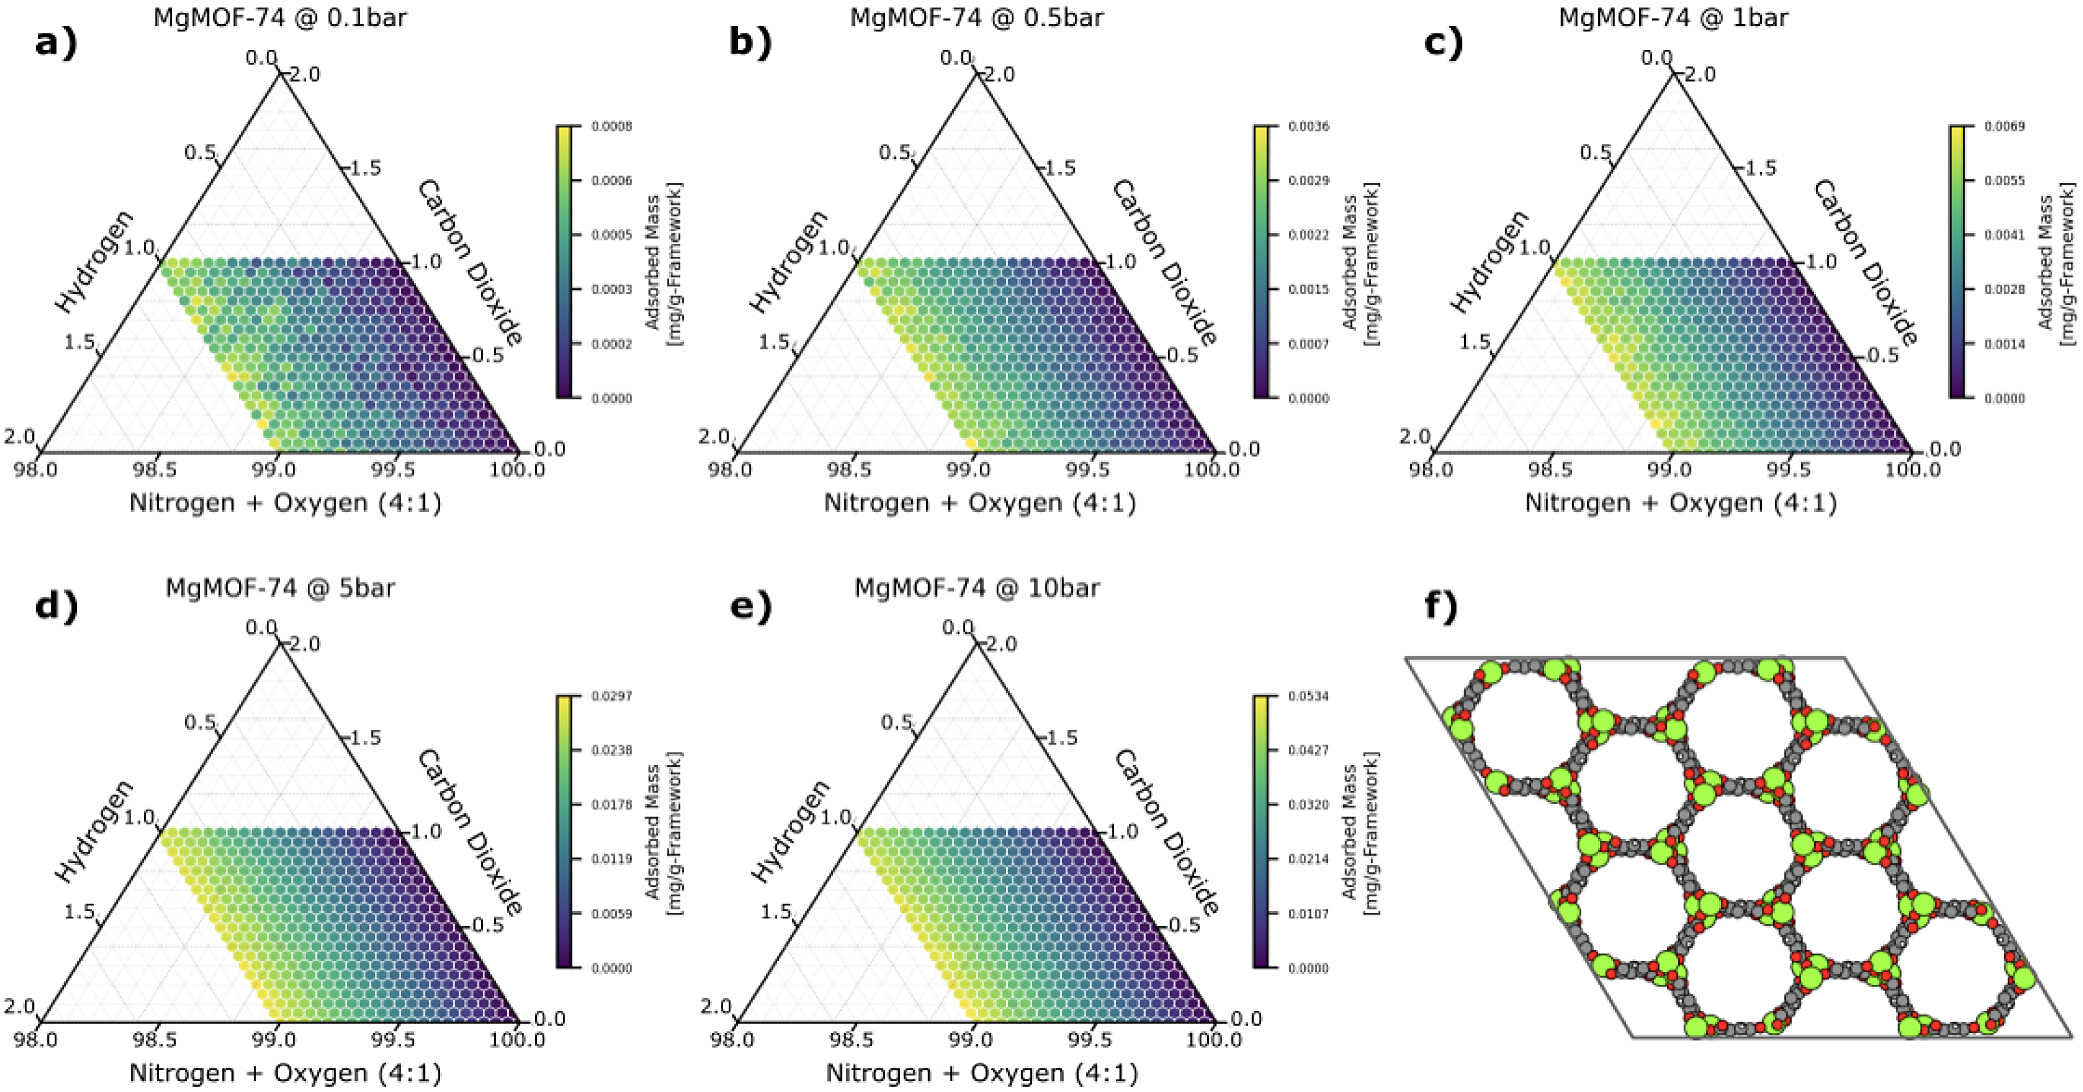 a)
MgMOF-74 @ 0.1bar
0.0
2.0
0.5
1.5
1.0
1.0
1.5
0.5
2.0
0.0
98.0
98.5
99.0
99.5
100.0
Hydrogen
Carbon Dioxide
Nitrogen + Oxygen (4:1)
0.0008
0.0006
0.0005
0.0003
0.0002
0.0000
Adsorbed Mass
[mg/g-Framework]
b)
MgMOF-74 @ 0.5bar
0.0
2.0
0.5
1.5
1.0
1.0
1.5
0.5
2.0
0.0
98.0
98.5
99.0
99.5
100.0
Hydrogen
Carbon Dioxide
Nitrogen + Oxygen (4:1)
0.0036
0.0029
0.0022
0.0015
0.0007
0.0000
Adsorbed Mass
[mg/g-Framework]
c)
MgMOF-74 @ 1bar
0.0
2.0
0.5
1.5
1.0
1.0
1.5
0.5
2.0
0.0
98.0
98.5
99.0
99.5
100.0
Hydrogen
Carbon Dioxide
Nitrogen + Oxygen (4:1)
0.0069
0.0055
0.0041
0.0028
0.0014
0.0000
Adsorbed Mass
[mg/g-Framework]
d)
MgMOF-74 @ 5bar
0.0
2.0
0.5
1.5
1.0
1.0
1.5
0.5
2.0
0.0
98.0
98.5
99.0
99.5
100.0
Hydrogen
Carbon Dioxide
Nitrogen + Oxygen (4:1)
0.0297
0.0238
0.0178
0.0119
0.0059
0.0000
Adsorbed Mass
[mg/g-Framework]
e)
MgMOF-74 @ 10bar
0.0
2.0
0.5
1.5
1.0
1.0
1.5
0.5
2.0
0.0
98.0
98.5
99.0
99.5
100.0
Hydrogen
Carbon Dioxide
Nitrogen + Oxygen (4:1)
0.0534
0.0427
0.0320
0.0214
0.0107
0.0000
Adsorbed Mass
[mg/g-Framework]
f)